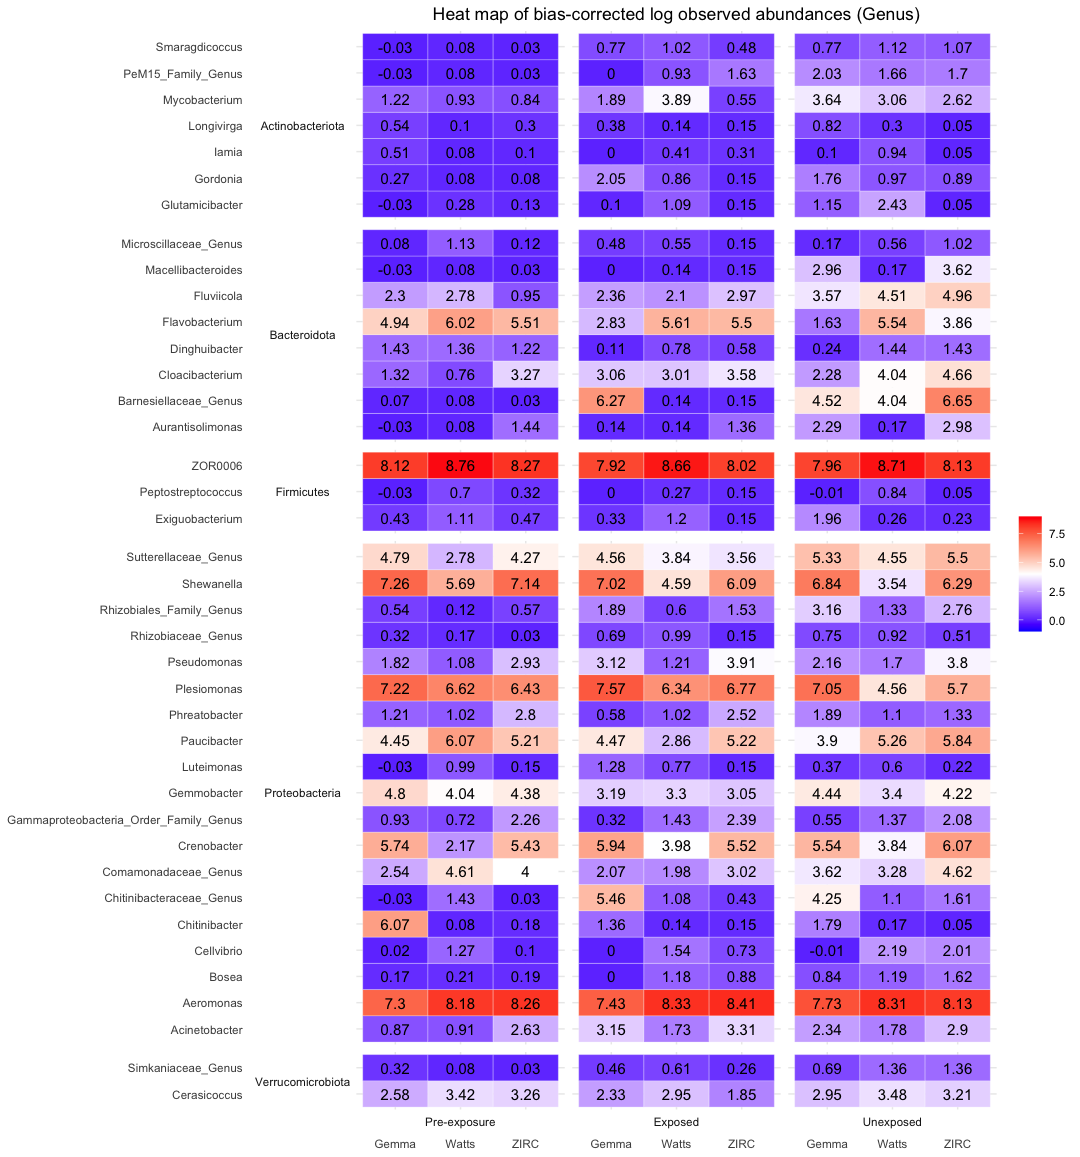 Heat map of bias-corrected log observed abundances (Genus)
Smaragdicoccus -0.03 0.08 0.03 0.77 1.02 0.48 0.77 1.12 1.07
PeM15_Family_Genus -0.03 0.08 0.03 0 0.93 1.63 2.03 1.66 1.7
Mycobacterium 1.22 0.93 0.84 1.89 3.89 0.55 3.64 3.06 2.62
Longivirga Actinobacteriota 0.54 0.1 0.3 0.38 0.14 0.15 0.82 0.3 0.05
Iamia 0.51 0.08 0.1 0 0.41 0.31 0.1 0.94 0.05
Gordonia 0.27 0.08 0.08 2.05 0.86 0.15 1.76 0.97 0.89
Glutamicibacter -0.03 0.28 0.13 0.1 1.09 0.15 1.15 2.43 0.05
Microscillaceae_Genus 0.08 1.13 0.12 0.48 0.55 0.15 0.17 0.56 1.02
Macellibacteroides -0.03 0.08 0.03 0 0.14 0.15 2.96 0.17 3.62
Fluviicola 2.3 2.78 0.95 2.36 2.1 2.97 3.57 4.51 4.96
Flavobacterium 4.94 6.02 5.51 2.83 5.61 5.5 1.63 5.54 3.86
Bacteroidota
Dinghuibacter 1.43 1.36 1.22 0.11 0.78 0.58 0.24 1.44 1.43
Cloacibacterium 1.32 0.76 3.27 3.06 3.01 3.58 2.28 4.04 4.66
Barnesiellaceae_Genus 0.07 0.08 0.03 6.27 0.14 0.15 4.52 4.04 6.65
Aurantisolimonas -0.03 0.08 1.44 0.14 0.14 1.36 2.29 0.17 2.98
ZOR0006 8.12 8.76 8.27 7.92 8.66 8.02 7.96 8.71 8.13
Peptostreptococcus Firmicutes -0.03 0.7 0.32 0 0.27 0.15 -0.01 0.84 0.05
Exiguobacterium 0.43 1.11 0.47 0.33 1.2 0.15 1.96 0.26 0.23
Sutterellaceae_Genus 4.79 2.78 4.27 4.56 3.84 3.56 5.33 4.55 5.5
Shewanella 7.26 5.69 7.14 7.02 4.59 6.09 6.84 3.54 6.29
Rhizobiales_Family_Genus 0.54 0.12 0.57 1.89 0.6 1.53 3.16 1.33 2.76
Rhizobiaceae_Genus 0.32 0.17 0.03 0.69 0.99 0.15 0.75 0.92 0.51
Pseudomonas 1.82 1.08 2.93 3.12 1.21 3.91 2.16 1.7 3.8
Plesiomonas 7.22 6.62 6.43 7.57 6.34 6.77 7.05 4.56 5.7
Phreatobacter 1.21 1.02 2.8 0.58 1.02 2.52 1.89 1.1 1.33
Paucibacter 4.45 6.07 5.21 4.47 2.86 5.22 3.9 5.26 5.84
Luteimonas -0.03 0.99 0.15 1.28 0.77 0.15 0.37 0.6 0.22
Gemmobacter Proteobacteria 4.8 4.04 4.38 3.19 3.3 3.05 4.44 3.4 4.22
Gammaproteobacteria_Order_Family_Genus 0.93 0.72 2.26 0.32 1.43 2.39 0.55 1.37 2.08
Crenobacter 5.74 2.17 5.43 5.94 3.98 5.52 5.54 3.84 6.07
Comamonadaceae_Genus 2.54 4.61 4 2.07 1.98 3.02 3.62 3.28 4.62
Chitinibacteraceae_Genus -0.03 1.43 0.03 5.46 1.08 0.43 4.25 1.1 1.61
Chitinibacter 6.07 0.08 0.18 1.36 0.14 0.15 1.79 0.17 0.05
Cellvibrio 0.02 1.27 0.1 0 1.54 0.73 -0.01 2.19 2.01
Bosea 0.17 0.21 0.19 0 1.18 0.88 0.84 1.19 1.62
Aeromonas 7.3 8.18 8.26 7.43 8.33 8.41 7.73 8.31 8.13
Acinetobacter 0.87 0.91 2.63 3.15 1.73 3.31 2.34 1.78 2.9
Simkaniaceae_Genus 0.32 0.08 0.03 0.46 0.61 0.26 0.69 1.36 1.36
Verrucomicrobiota
Cerasicoccus 2.58 3.42 3.26 2.33 2.95 1.85 2.95 3.48 3.21
Pre-exposure Exposed Unexposed
Gemma Watts ZIRC Gemma Watts ZIRC Gemma Watts ZIRC
7.5
5.0
2.5
0.0